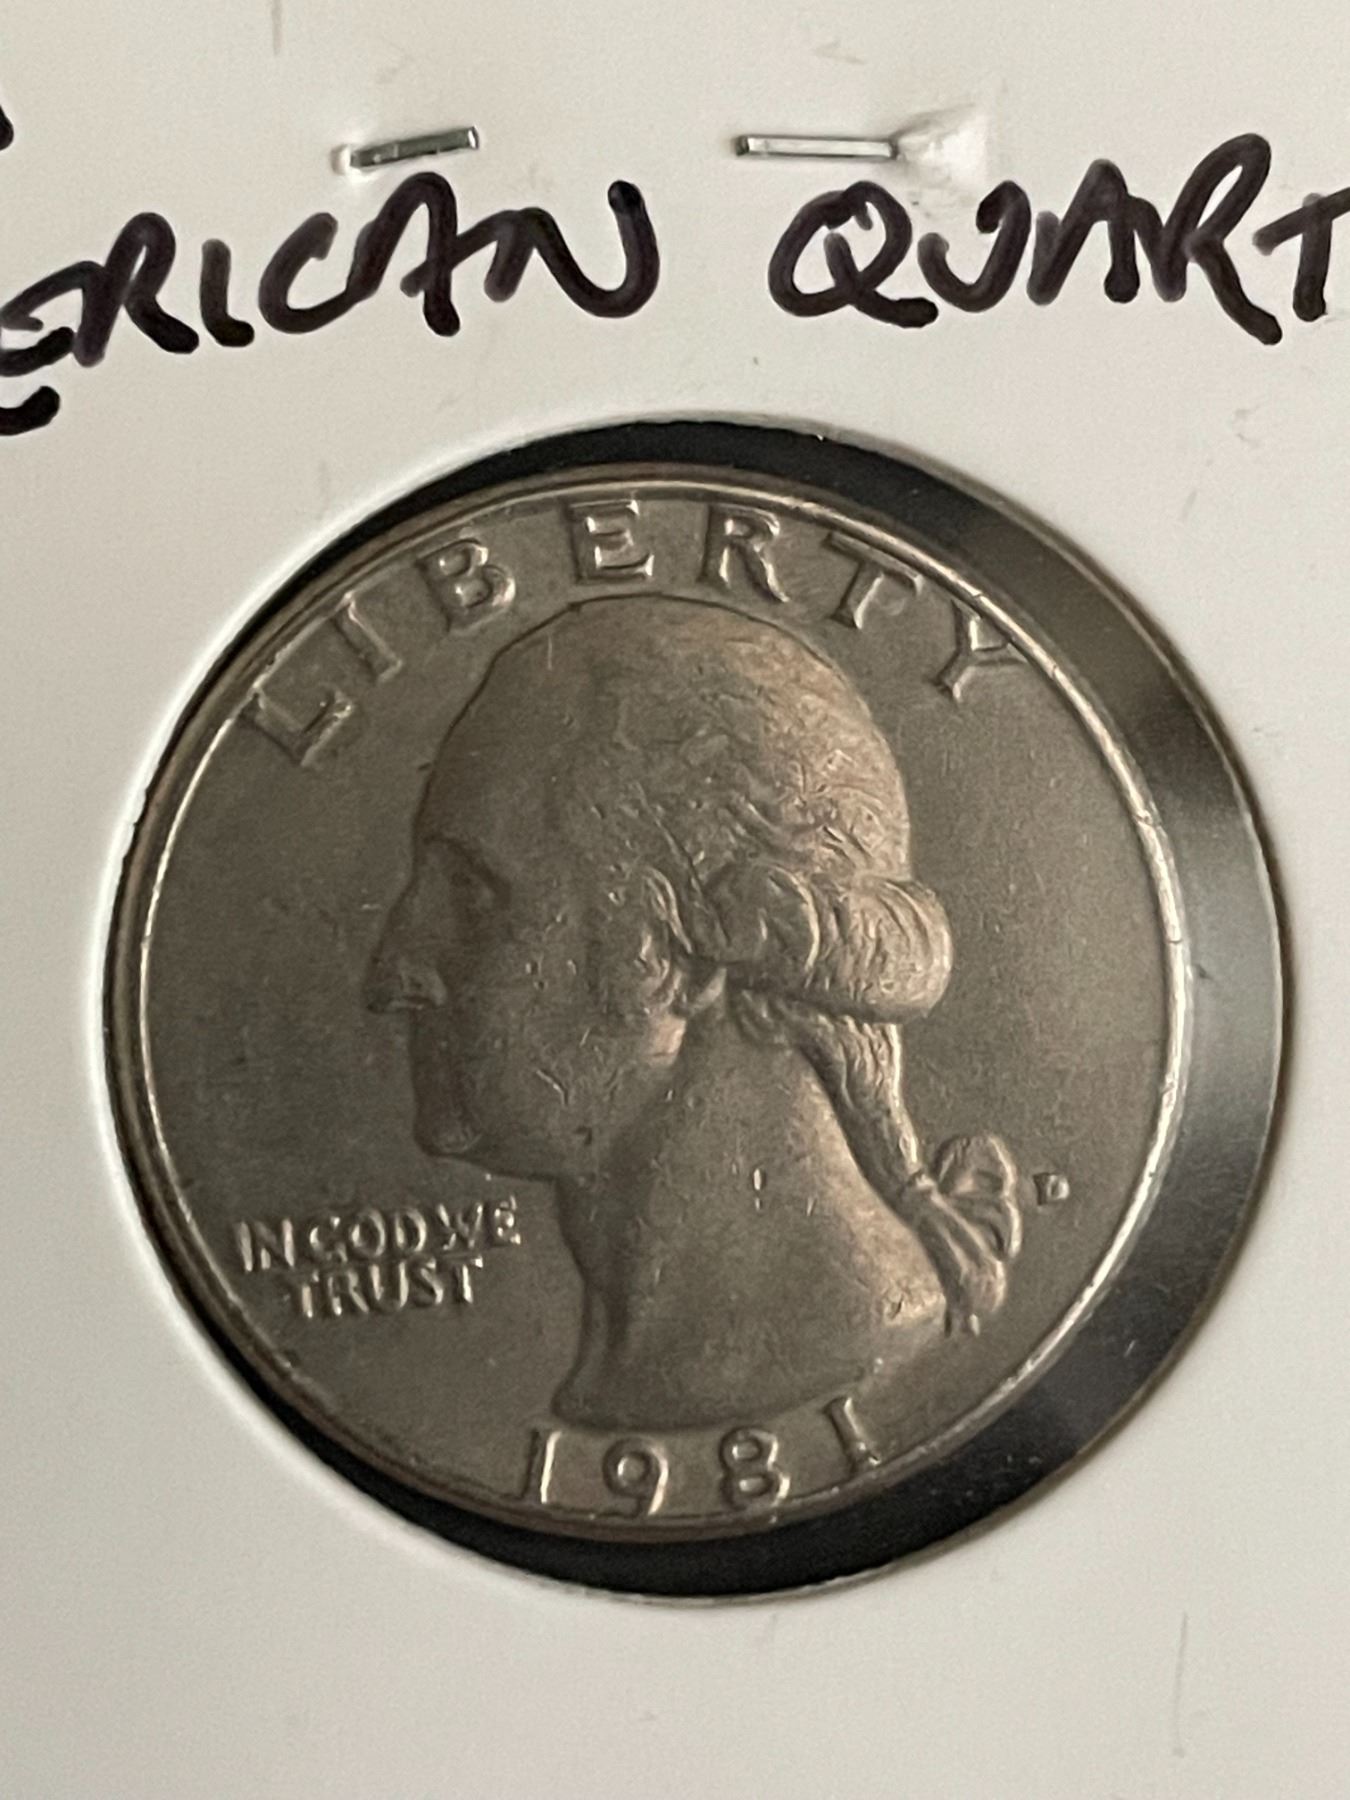 ERICAN QUART
LIBERTY
IN GOD WE
TRUST
D
1981